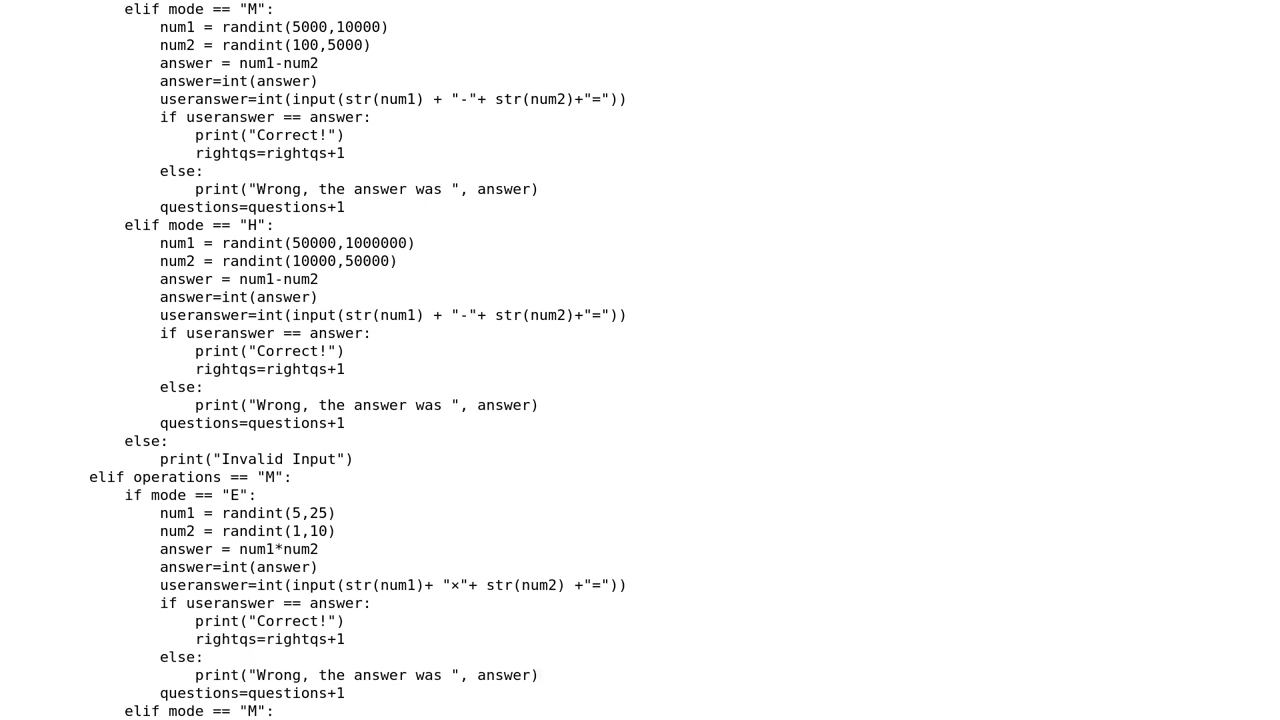 elif mode == "M":
num1 = randint(5000,10000)
num2 = randint(100,5000)
answer = num1-num2
answer=int(answer)
useranswer=int(input(str(num1) + "-"+ str(num2)+"="))
if useranswer == answer:
print("Correct!")
rightqs=rightqs+1
else:
print("Wrong, the answer was ", answer)
questions=questions+1
elif mode == "H":
num1 = randint(50000,1000000)
num2 = randint(10000,50000)
answer = num1-num2
answer=int(answer)
useranswer=int(input(str(num1) + "-"+ str(num2)+"="))
if useranswer == answer:
print("Correct!")
rightqs=rightqs+1
else:
print("Wrong, the answer was ", answer)
questions=questions+1
else:
print("Invalid Input")
elif operations == "M":
if mode == "E":
num1 = randint(5,25)
num2 = randint(1,10)
answer = num1*num2
answer=int(answer)
useranswer=int(input(str(num1)+ "×"+ str(num2) +"="))
if useranswer == answer:
print("Correct!")
rightqs=rightqs+1
else:
print("Wrong, the answer was ", answer)
questions=questions+1
elif mode == "M":